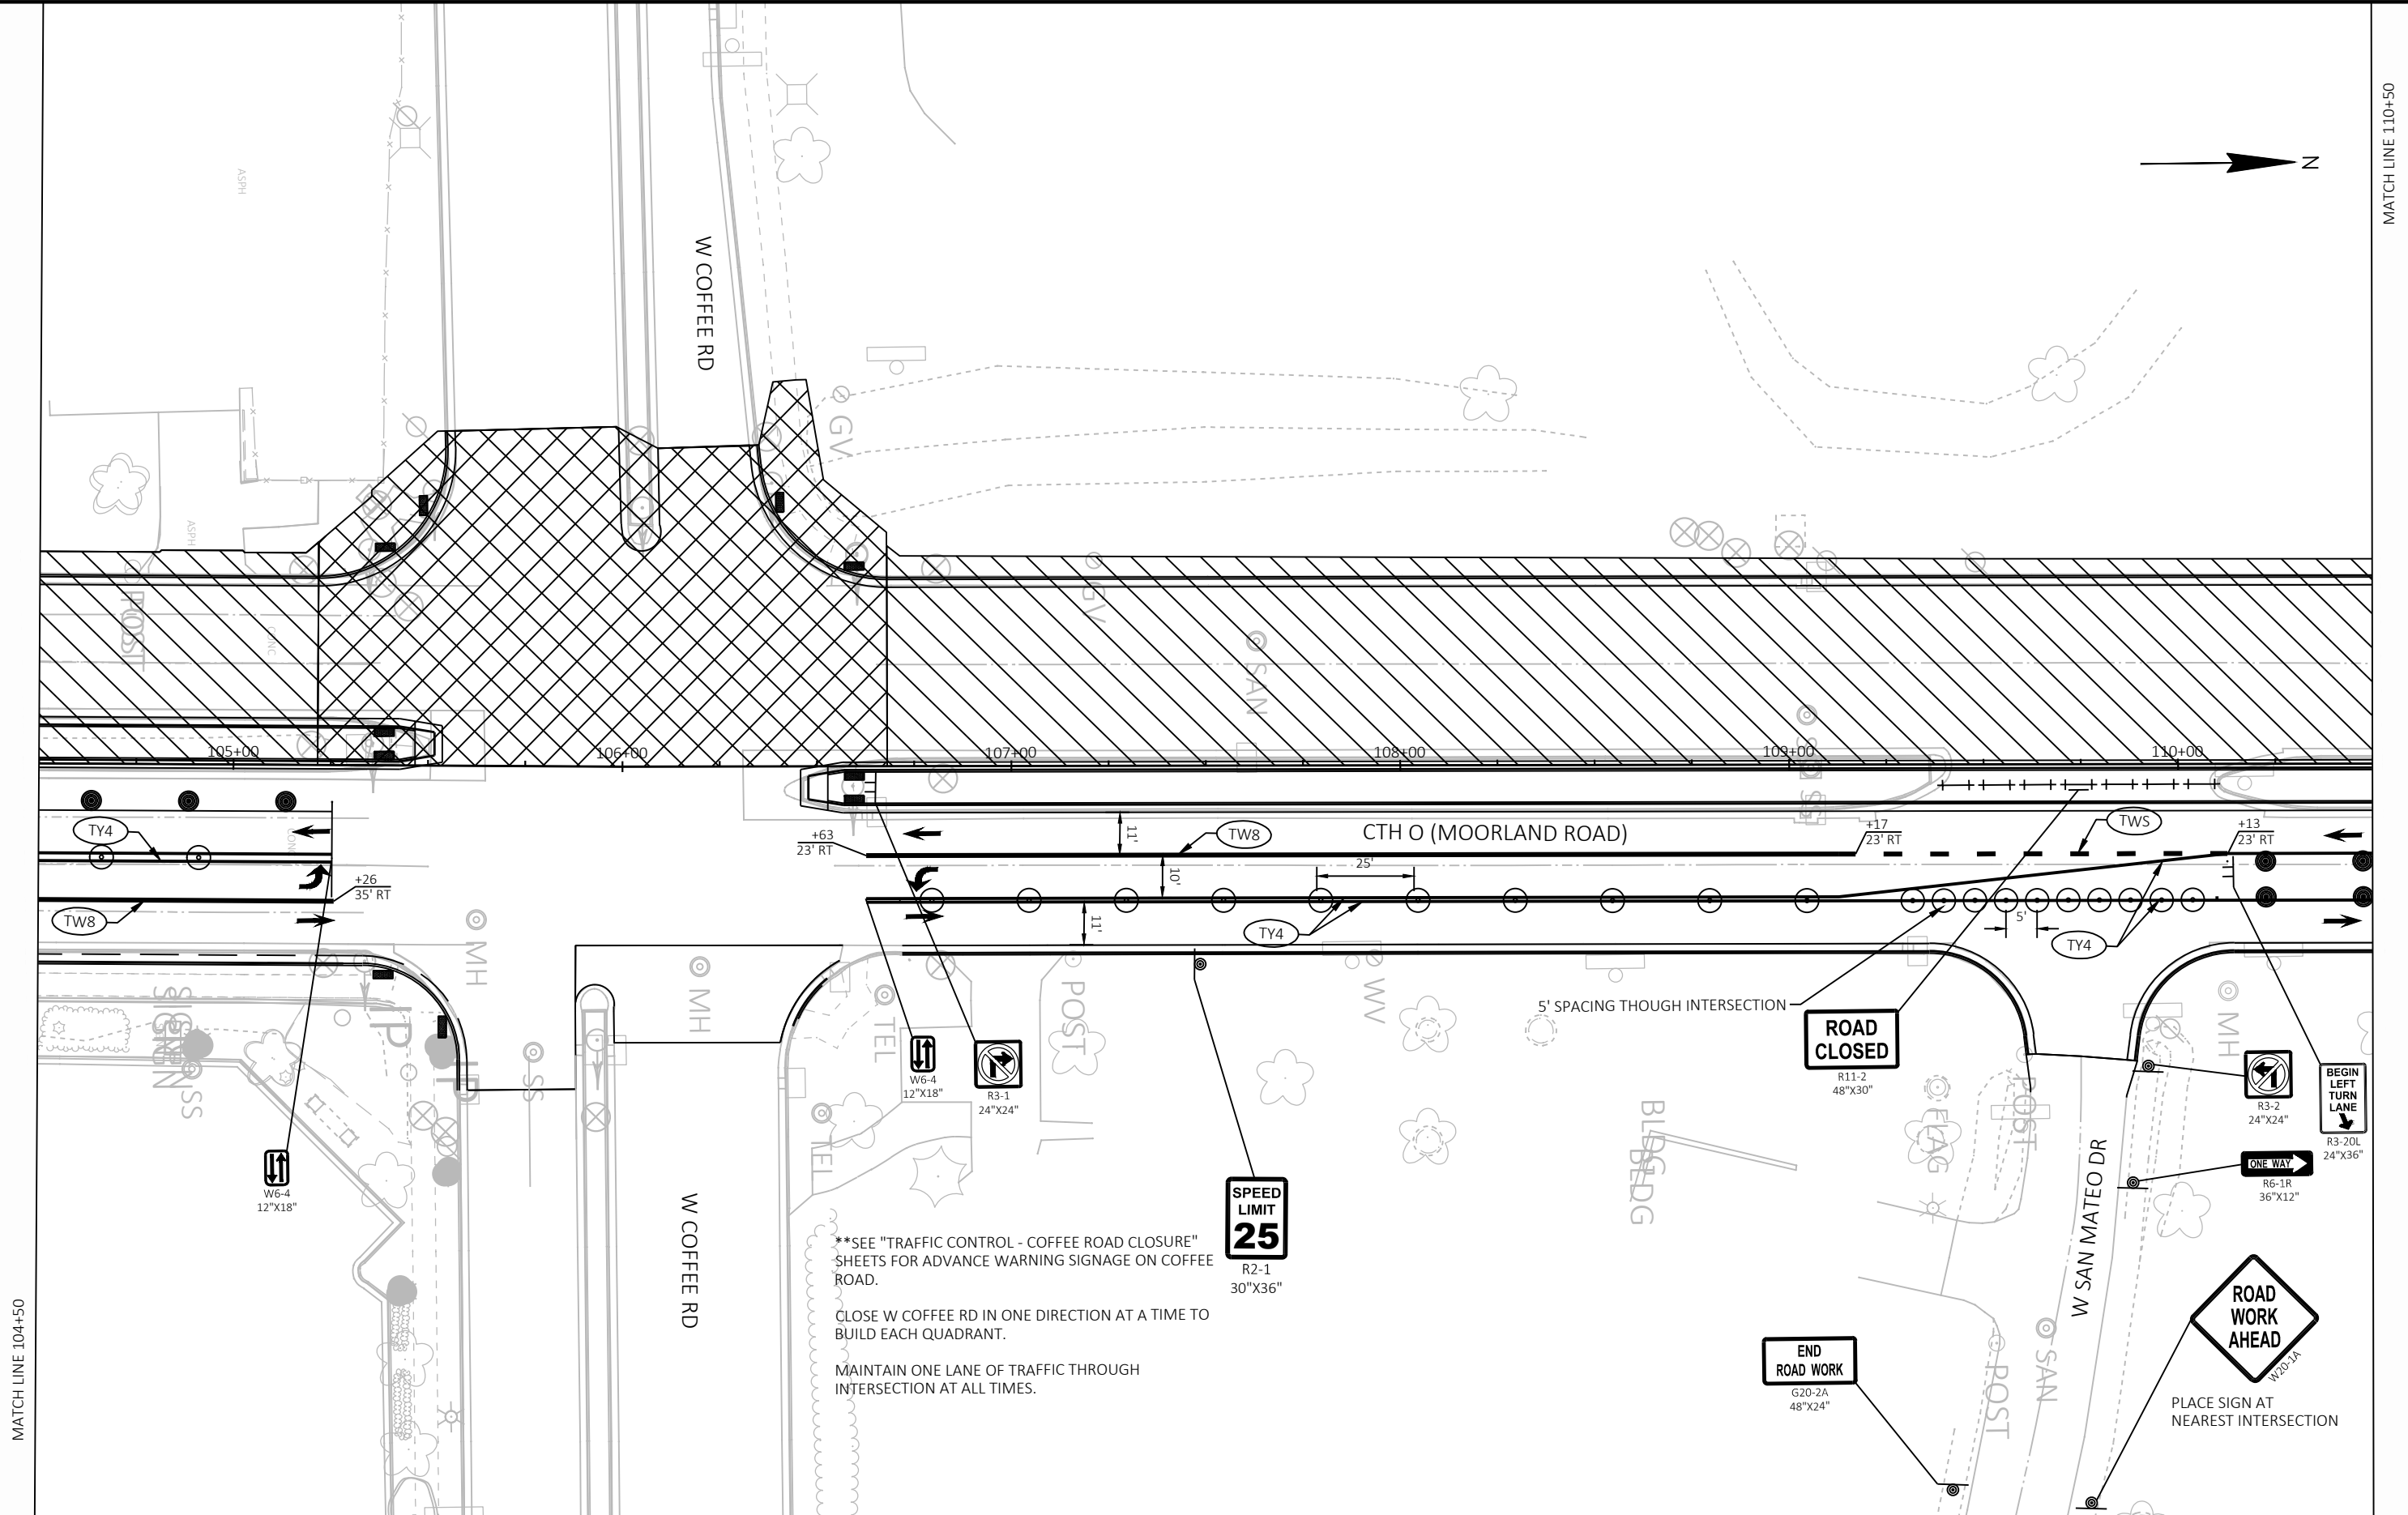 MATCH LINE 110+50
N
ASPH
W COFFEE RD
GV
ASPH
POST
CONC
GV
SAN
105+00
106+00
107+00
108+00
109+00
110+00
TY4
+63
23' RT
11'
TW8
CTH O (MOORLAND ROAD)
+17
23' RT
TWS
+13
23' RT
+26
35' RT
TW8
10'
25'
11'
TY4
5'
TY4
MH
MH
TEL
POST
WV
5' SPACING THOUGH INTERSECTION
ROAD
CLOSED
R11-2
48"X30"
MH
SS
SS
TEL
W6-4
12"X18"
R3-1
24"X24"
BLDG
BLDG
FLAG
POST
R3-2
24"X24"
BEGIN
LEFT
TURN
LANE
R3-20L
24"X36"
ONE WAY
R6-1R
36"X12"
W6-4
12"X18"
W COFFEE RD
SPEED
LIMIT
25
R2-1
30"X36"
W SAN MATEO DR
**SEE "TRAFFIC CONTROL - COFFEE ROAD CLOSURE"
SHEETS FOR ADVANCE WARNING SIGNAGE ON COFFEE
ROAD.
CLOSE W COFFEE RD IN ONE DIRECTION AT A TIME TO
BUILD EACH QUADRANT.
MAINTAIN ONE LANE OF TRAFFIC THROUGH
INTERSECTION AT ALL TIMES.
END
ROAD WORK
G20-2A
48"X24"
POST
SAN
ROAD
WORK
AHEAD
W20-1A
PLACE SIGN AT
NEAREST INTERSECTION
MATCH LINE 104+50